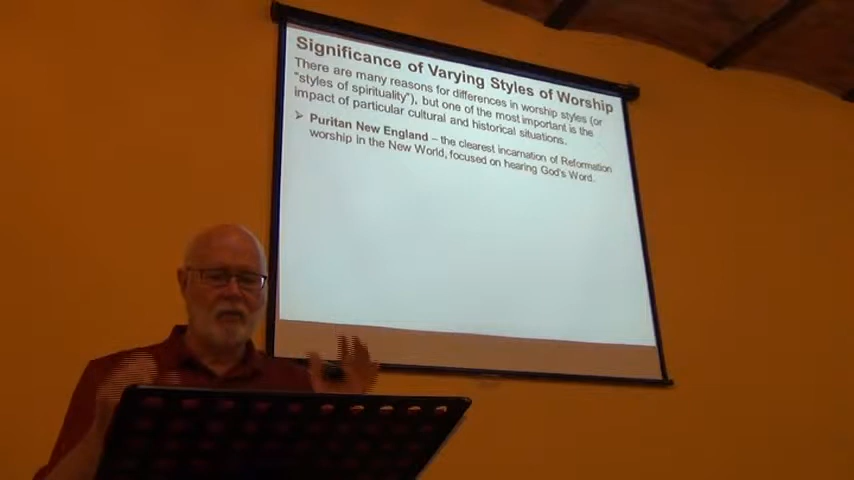 Significance of Varying Styles of Worship
There are many reasons for differences in worship styles (or
"styles of spirituality"), but one of the most important is the
impact of particular cultural and historical situations.
➢ Puritan New England – the clearest incarnation of Reformation
worship in the New World, focused on hearing God's Word.